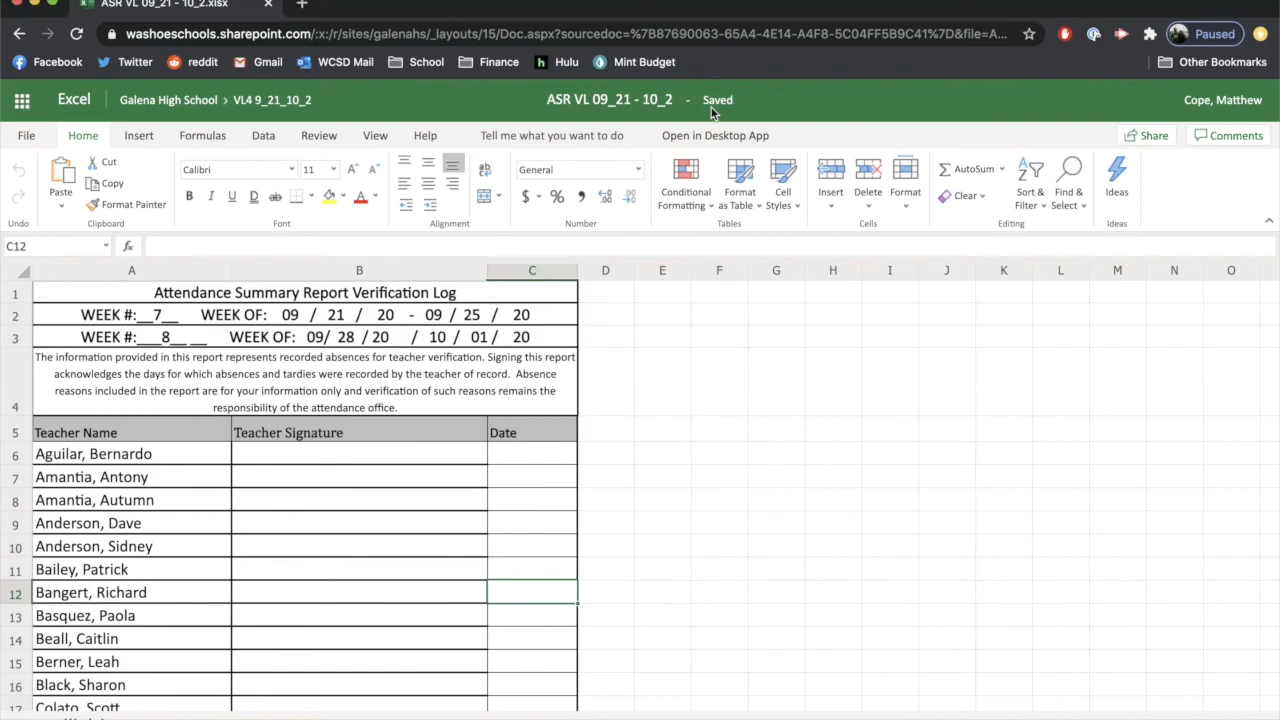 ASR VL 09_21 - 10_2.xlsx
washoeschools.sharepoint.com/:x:/r/sites/galenahs/_layouts/15/Doc.aspx?sourcedoc=%7B87690063-65A4-4E14-A4F8-5C04FF5B9C41%7D&file=A...
Paused
Facebook Twitter reddit Gmail WCSD Mail School Finance Hulu Mint Budget Other Bookmarks
Excel Galena High School > VL4 9_21_10_2 ASR VL 09_21 - 10_2 - Saved Cope, Matthew
File Home Insert Formulas Data Review View Help Tell me what you want to do Open in Desktop App Share Comments
Cut
Copy
Format Painter
Paste
Calibri 11
General
Conditional Formatting
Format as Table
Cell Styles
Insert Delete Format
AutoSum
Clear
Sort & Filter
Find & Select
Ideas
Undo Clipboard Font Alignment Number Tables Cells Editing Ideas
C12 fx
A B C D E F G H I J K L M N O
1 Attendance Summary Report Verification Log
2 WEEK #:__7__ WEEK OF: 09 / 21 / 20 - 09 / 25 / 20
3 WEEK #:___8__ __ WEEK OF: 09/ 28 / 20 / 10 / 01 / 20
The information provided in this report represents recorded absences for teacher verification. Signing this report
acknowledges the days for which absences and tardies were recorded by the teacher of record. Absence
reasons included in the report are for your information only and verification of such reasons remains the
4 responsibility of the attendance office.
5 Teacher Name Teacher Signature Date
6 Aguilar, Bernardo
7 Amantia, Antony
8 Amantia, Autumn
9 Anderson, Dave
10 Anderson, Sidney
11 Bailey, Patrick
12 Bangert, Richard
13 Basquez, Paola
14 Beall, Caitlin
15 Berner, Leah
16 Black, Sharon
17 Colato, Scott